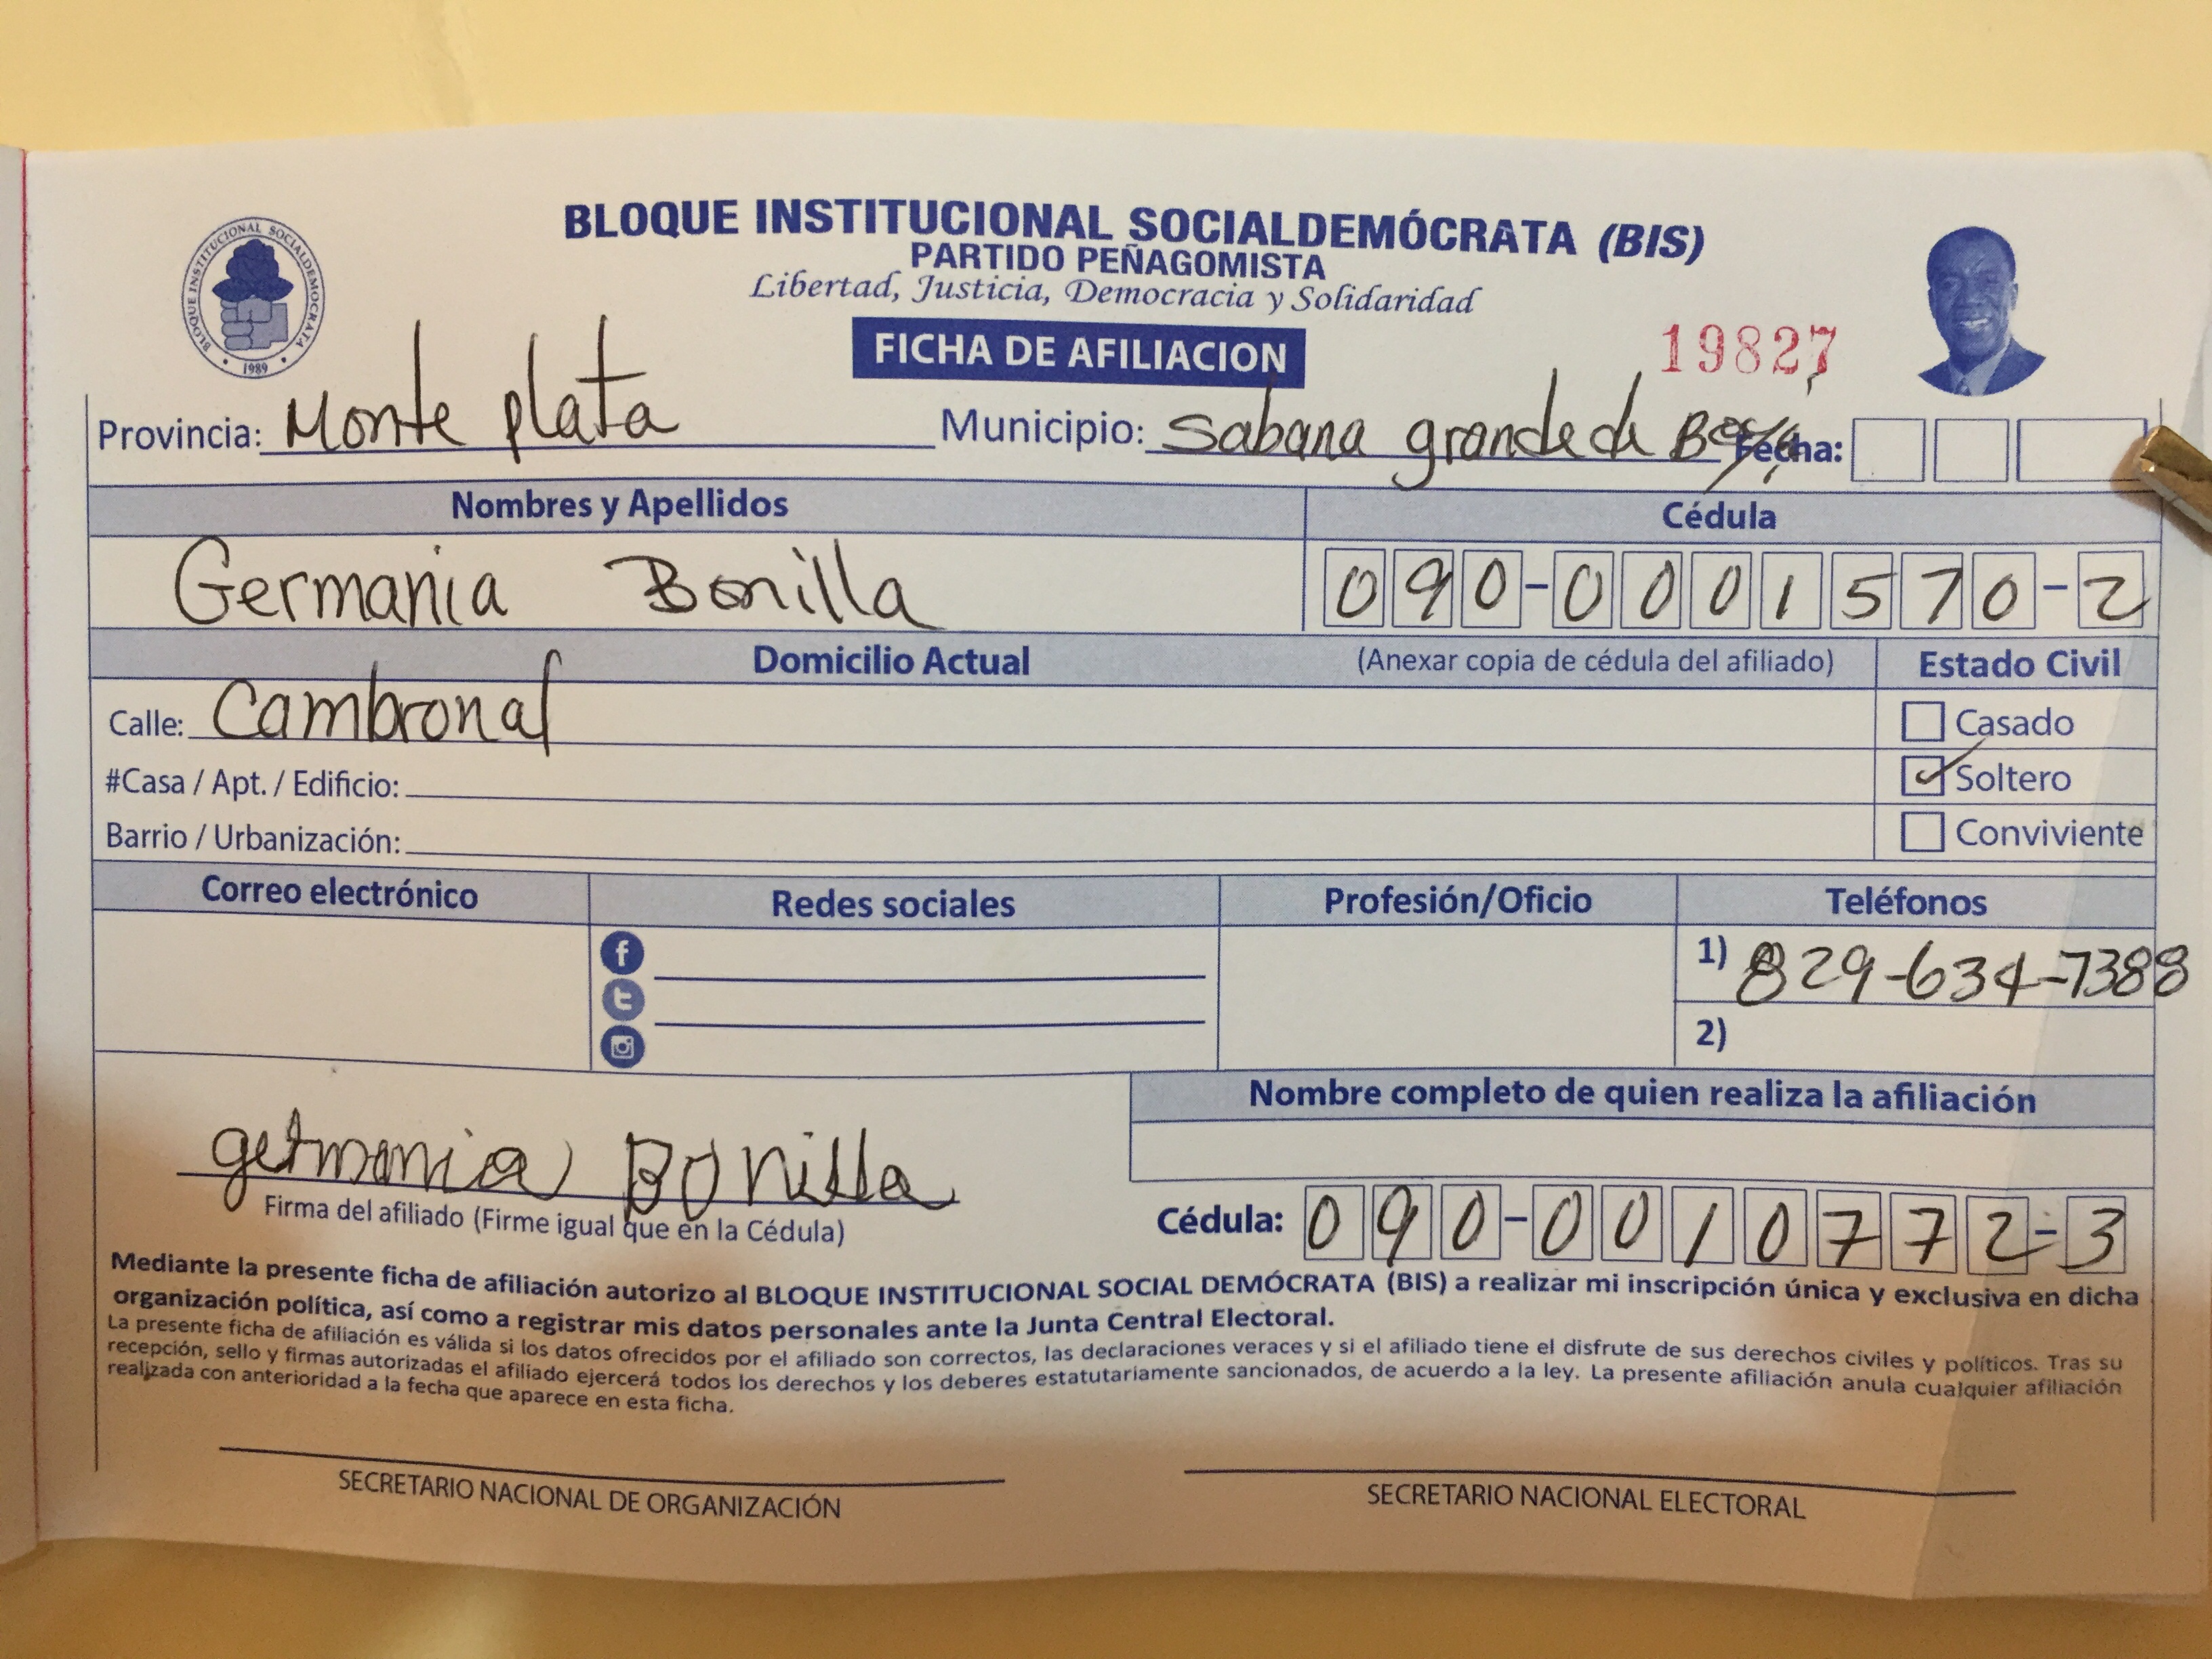 BLOQUE INSTITUCIONAL SOCIALDEMÓCRATA (BIS)
PARTIDO PEÑAGOMISTA
Libertad, Justicia, Democracia y Solidaridad
BLOQUE INSTITUCIONAL SOCIALDEMOCRATA
1989
FICHA DE AFILIACION
19827
Provincia: Monte plata Municipio: Sabana grande de Fecha:
Nombres y Apellidos Cédula
Germania Bonilla 090-0001570-2
Domicilio Actual (Anexar copia de cédula del afiliado) Estado Civil
Calle: Cambronal Casado
#Casa / Apt. / Edificio: ✓ Soltero
Barrio / Urbanización: Conviviente
Correo electrónico Redes sociales Profesión/Oficio Teléfonos
1) 829-634-7388
2)
Nombre completo de quien realiza la afiliación
germania Bonilla
Firma del afiliado (Firme igual que en la Cédula) Cédula: 090-0010772-3
Mediante la presente ficha de afiliación autorizo al BLOQUE INSTITUCIONAL SOCIAL DEMÓCRATA (BIS) a realizar mi inscripción única y exclusiva en dicha
organización política, así como a registrar mis datos personales ante la Junta Central Electoral.
La presente ficha de afiliación es válida si los datos ofrecidos por el afiliado son correctos, las declaraciones veraces y si el afiliado tiene el disfrute de sus derechos civiles y políticos. Tras su
recepción, sello y firmas autorizadas el afiliado ejercerá todos los derechos y los deberes estatutariamente sancionados, de acuerdo a la ley. La presente afiliación anula cualquier afiliación
realizada con anterioridad a la fecha que aparece en esta ficha.
SECRETARIO NACIONAL DE ORGANIZACIÓN SECRETARIO NACIONAL ELECTORAL